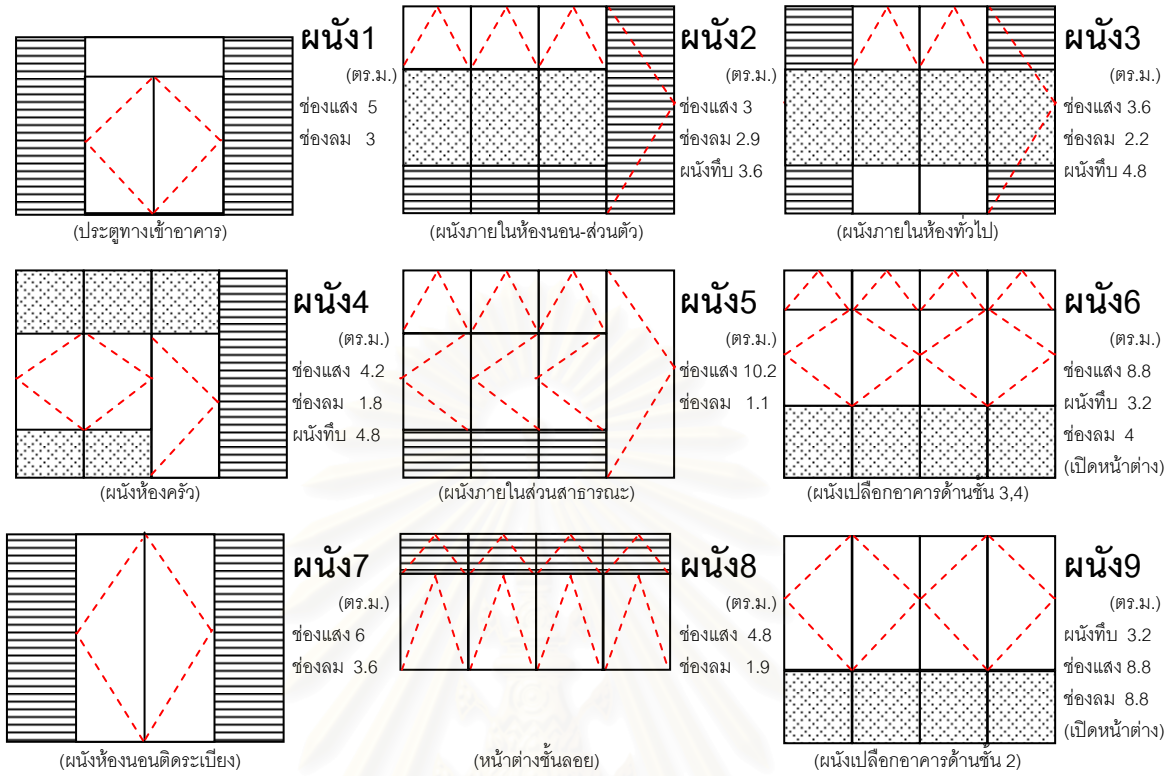 ผนัง1
(ตร.ม.)
ช่องแสง 5
ช่องลม 3
(ประตูทางเข้าอาคาร)
ผนัง2
(ตร.ม.)
ช่องแสง 3
ช่องลม 2.9
ผนังทึบ 3.6
(ผนังภายในห้องนอน-ส่วนตัว)
ผนัง3
(ตร.ม.)
ช่องแสง 3.6
ช่องลม 2.2
ผนังทึบ 4.8
(ผนังภายในห้องทั่วไป)
ผนัง4
(ตร.ม.)
ช่องแสง 4.2
ช่องลม 1.8
ผนังทึบ 4.8
(ผนังห้องครัว)
ผนัง5
(ตร.ม.)
ช่องแสง 10.2
ช่องลม 1.1
(ผนังภายในส่วนสาธารณะ)
ผนัง6
(ตร.ม.)
ช่องแสง 8.8
ผนังทึบ 3.2
ช่องลม 4
(เปิดหน้าต่าง)
(ผนังเปลือกอาคารด้านชั้น 3,4)
ผนัง7
(ตร.ม.)
ช่องแสง 6
ช่องลม 3.6
(ผนังห้องนอนติดระเบียง)
ผนัง8
(ตร.ม.)
ช่องแสง 4.8
ช่องลม 1.9
(หน้าต่างชั้นลอย)
ผนัง9
(ตร.ม.)
ผนังทึบ 3.2
ช่องแสง 8.8
ช่องลม 8.8
(เปิดหน้าต่าง)
(ผนังเปลือกอาคารด้านชั้น 2)